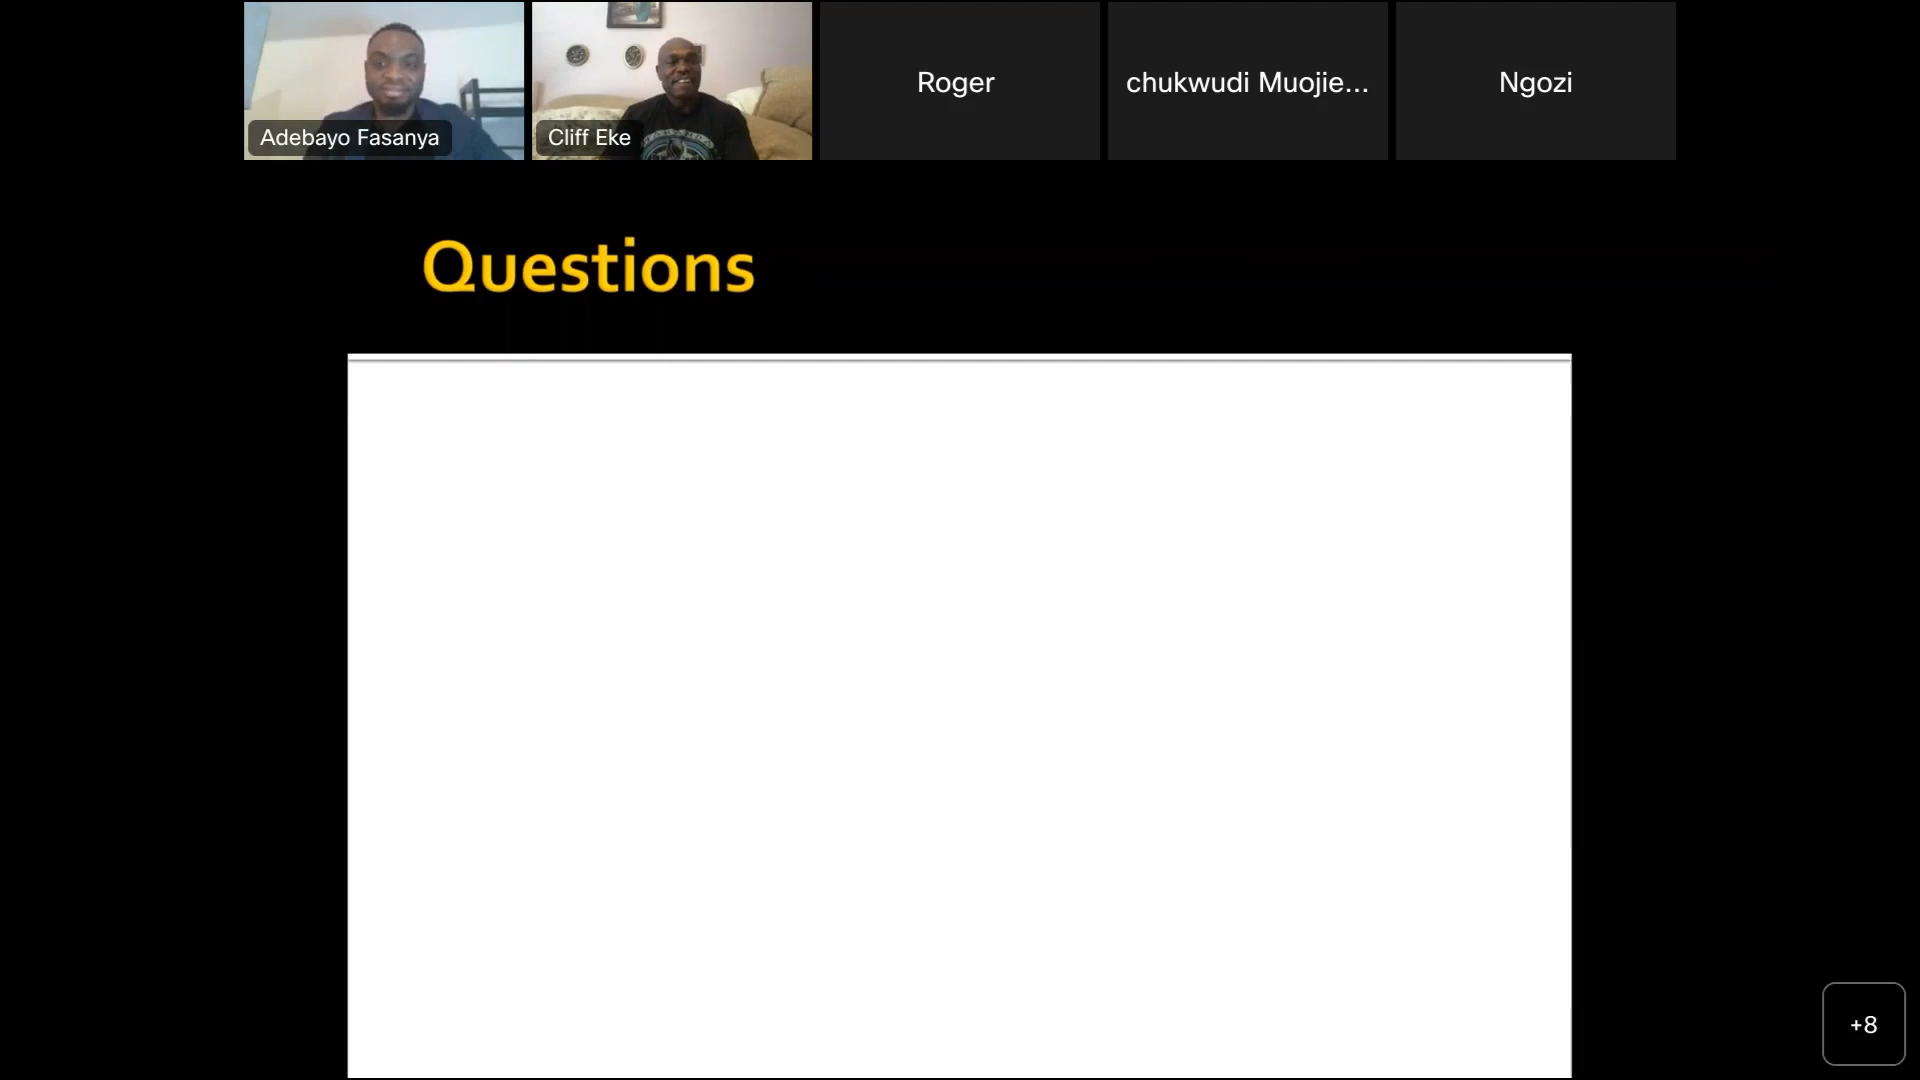 Adebayo Fasanya
Cliff Eke
Roger
chukwudi Muojie...
Ngozi
Questions
+8